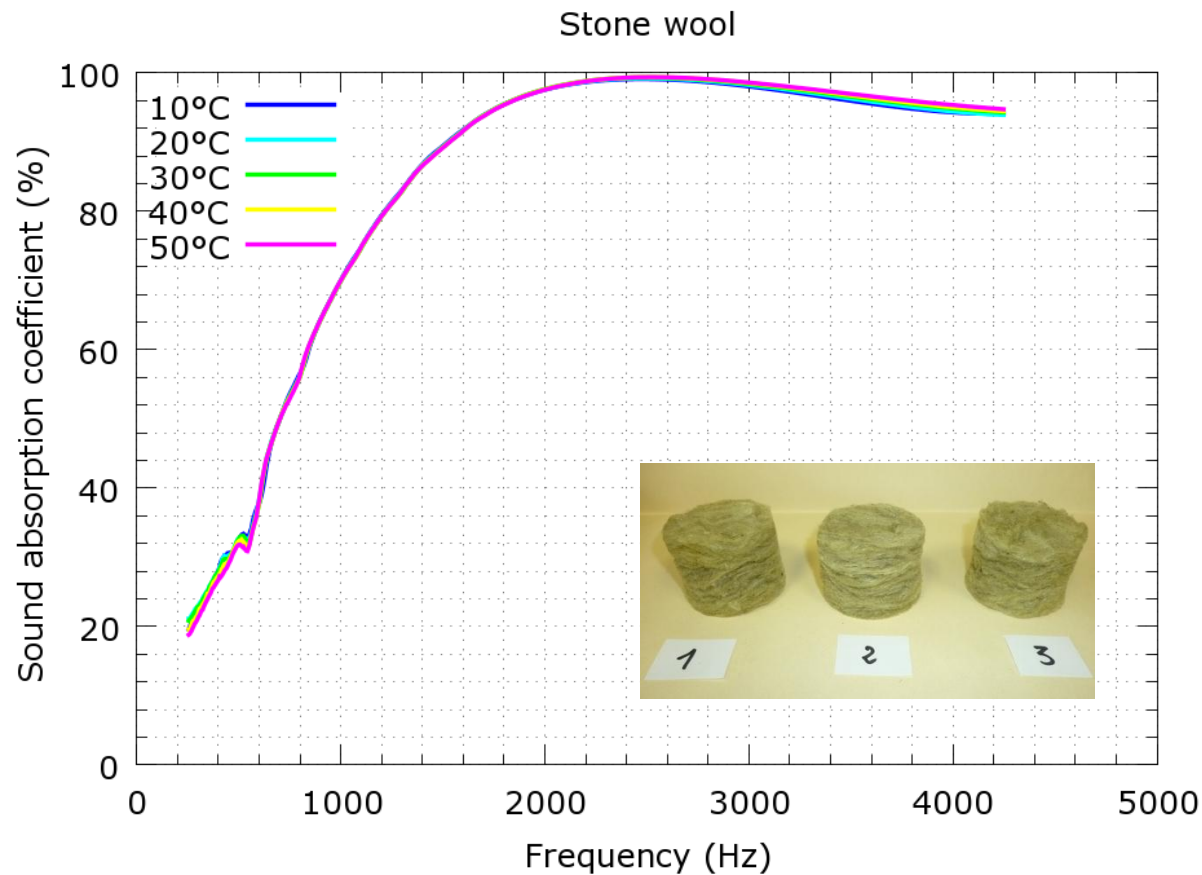 Stone wool
Sound absorption coefficient (%)
100
80
60
40
20
0
10°C
20°C
30°C
40°C
50°C
1
2
3
0 1000 2000 3000 4000 5000
Frequency (Hz)